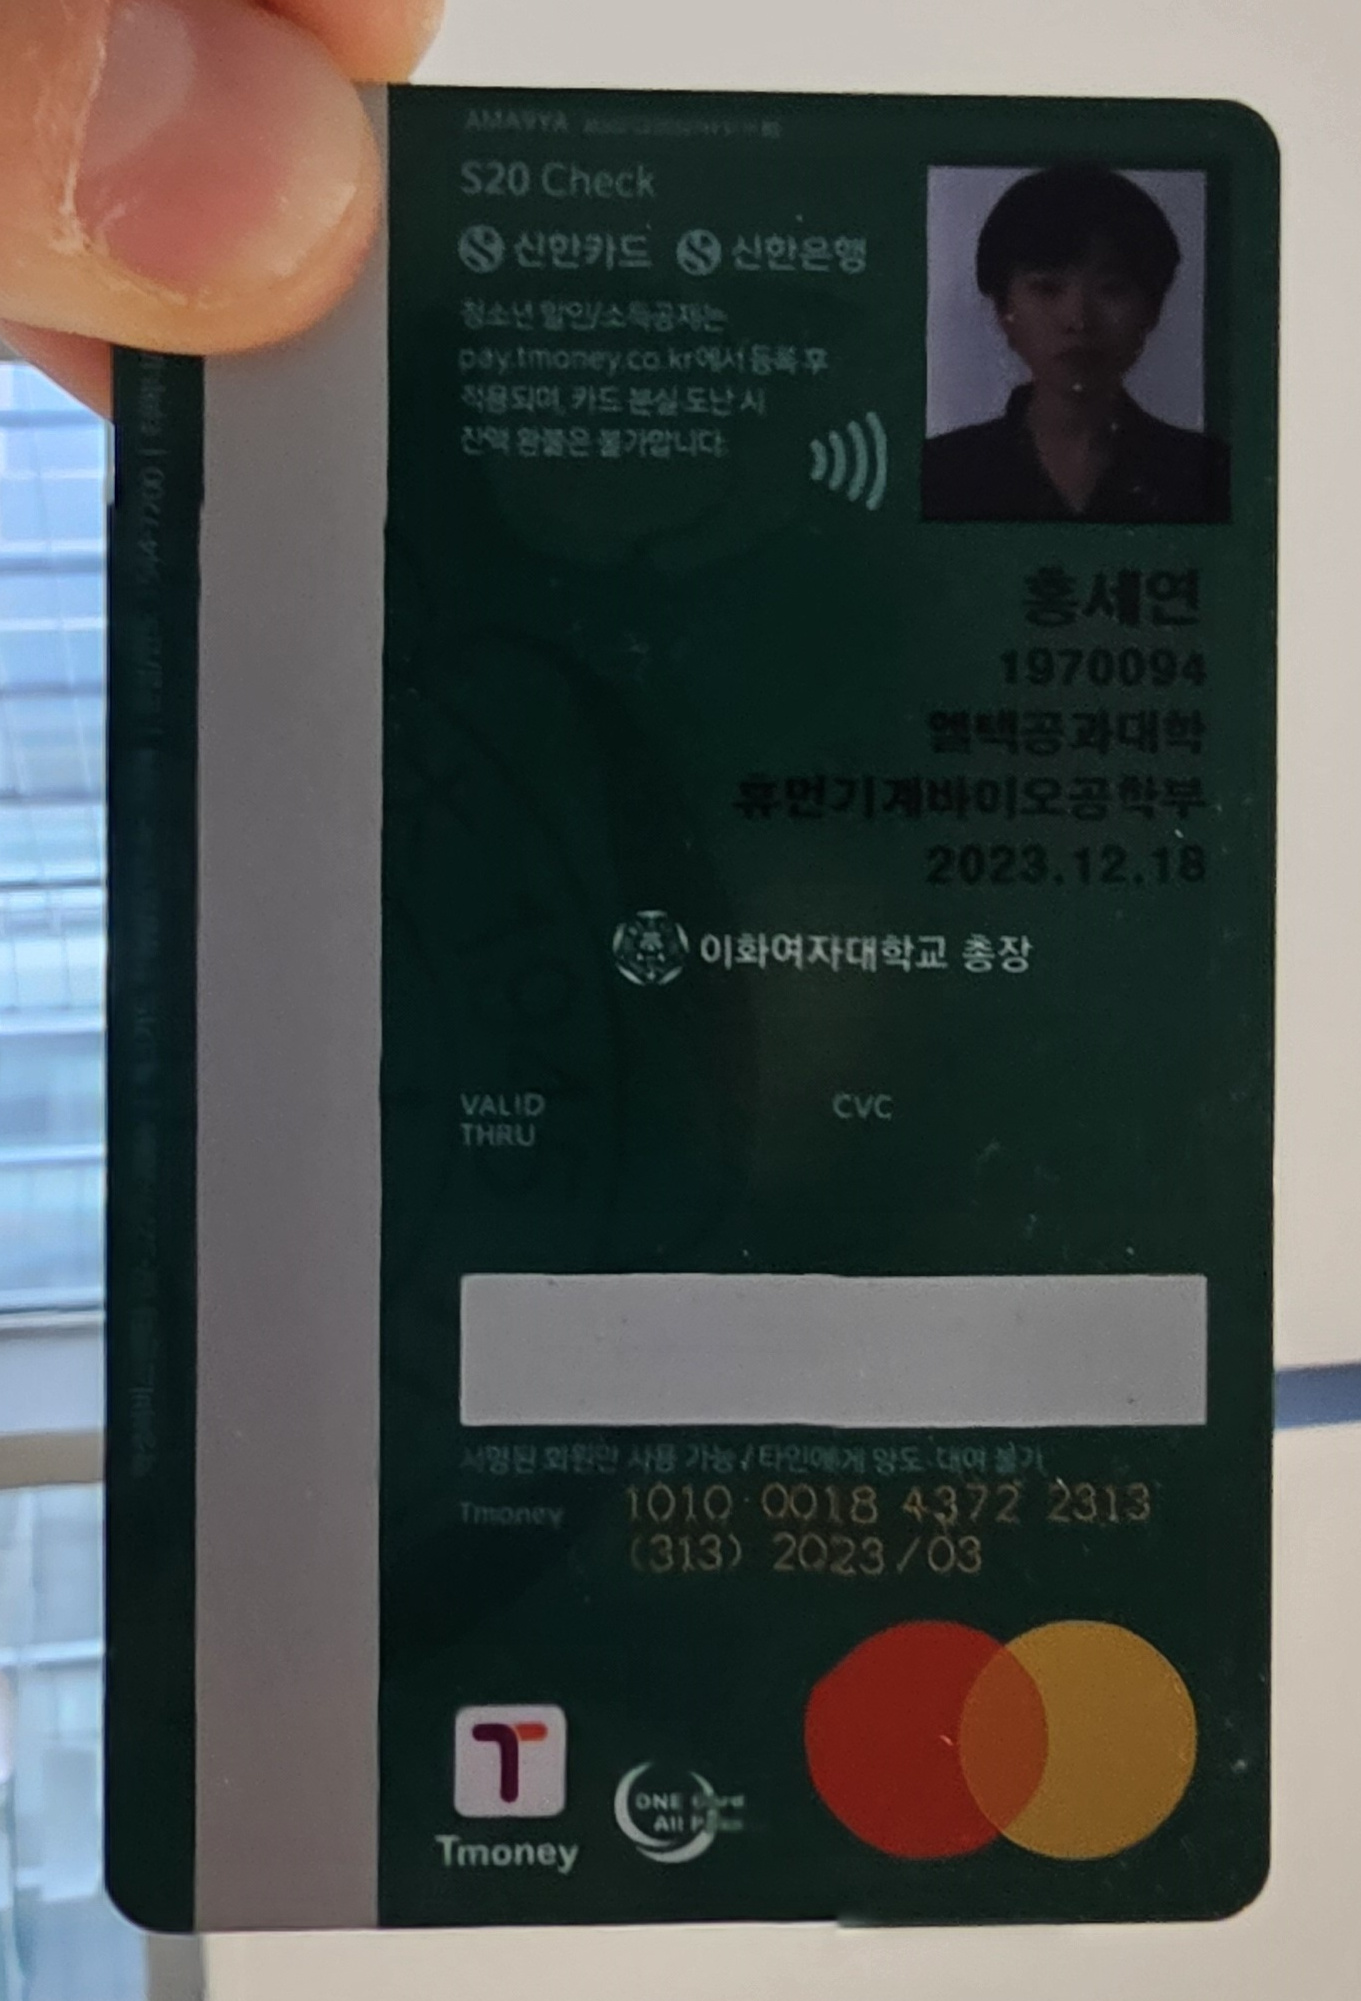 AMA9YA
S20 Check
신한카드 신한은행
청소년 할인/소득공제는
pay.tmoney.co.kr에서 등록 후
적용되며, 카드 분실·도난 시
잔액 환불은 불가합니다.
홍세연
1970094
엘텍공과대학
휴먼기계바이오공학부
2023.12.18
이화여자대학교 총장
VALID
THRU
CVC
서명된 회원만 사용 가능 / 타인에게 양도·대여 불가
Tmoney 1010 0018 4372 2313
(313) 2023/03
Tmoney
ONE Card
All Pass